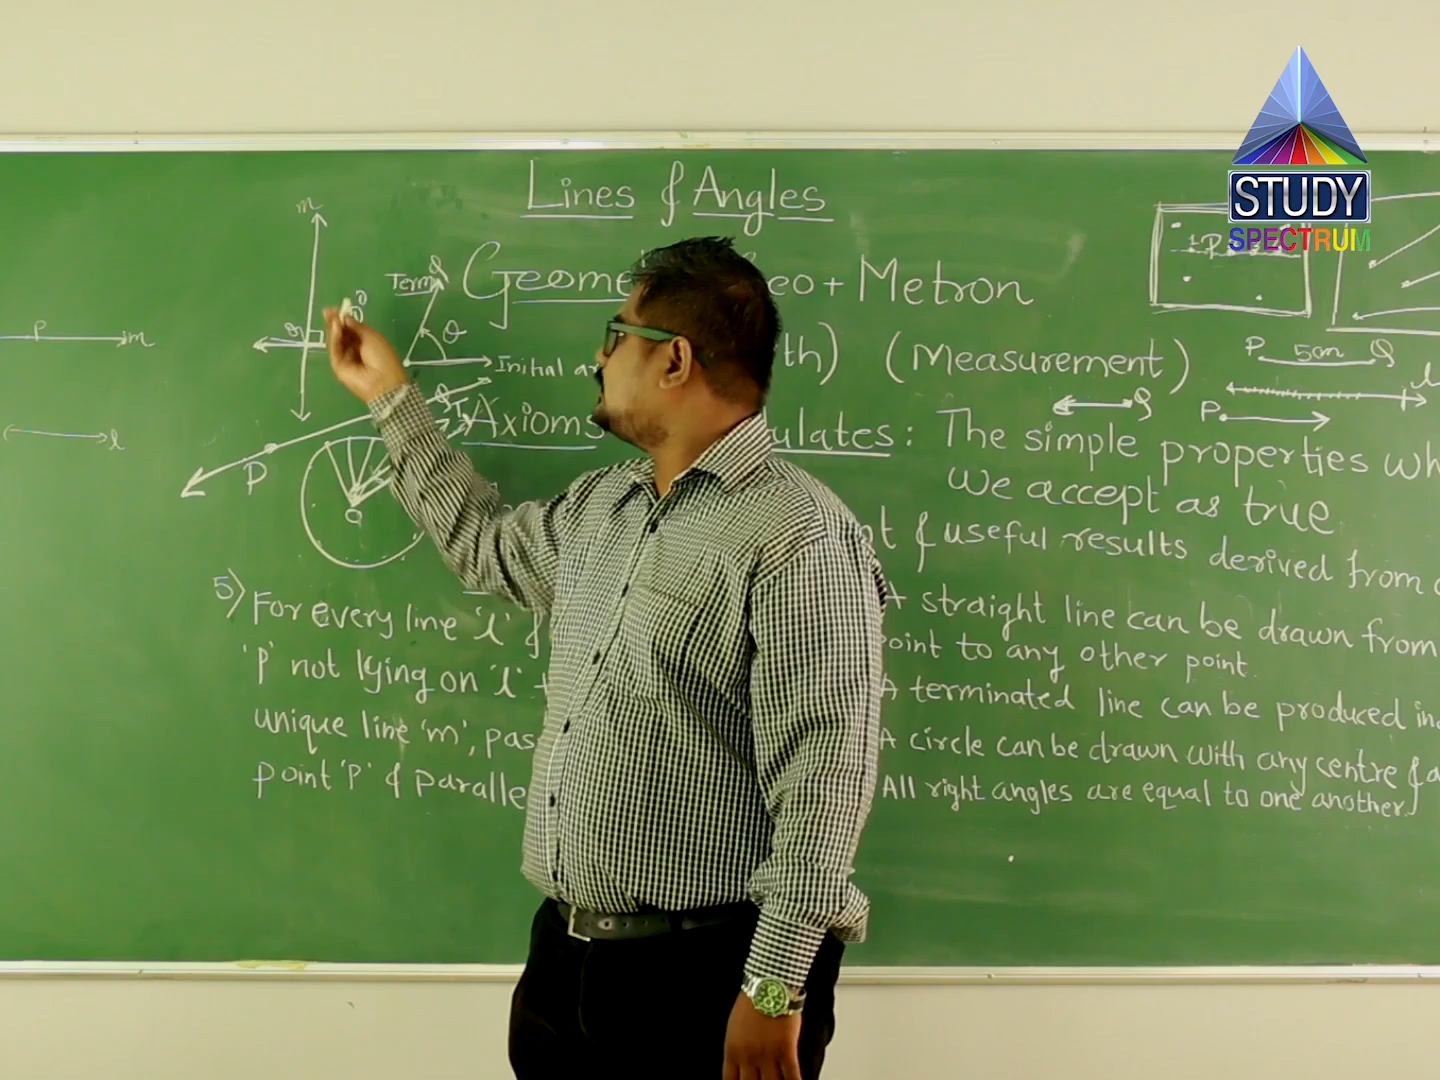 Lines & Angles
STUDY
SPECTRUM
m
Geome eo + Metron
Term
θ
Initial
P m
th) (Measurement)
P 5cm Q
l
Q
P
l
P
Q
Axioms ulates : The simple properties wh
we accept as true
& useful results derived from
5) For every line 'l' &
'P' not lying on 'l'
unique line 'm', pas
point 'P' & paralle
A straight line can be drawn from
point to any other point.
A terminated line can be produced in
A circle can be drawn with any centre &
All right angles are equal to one another.